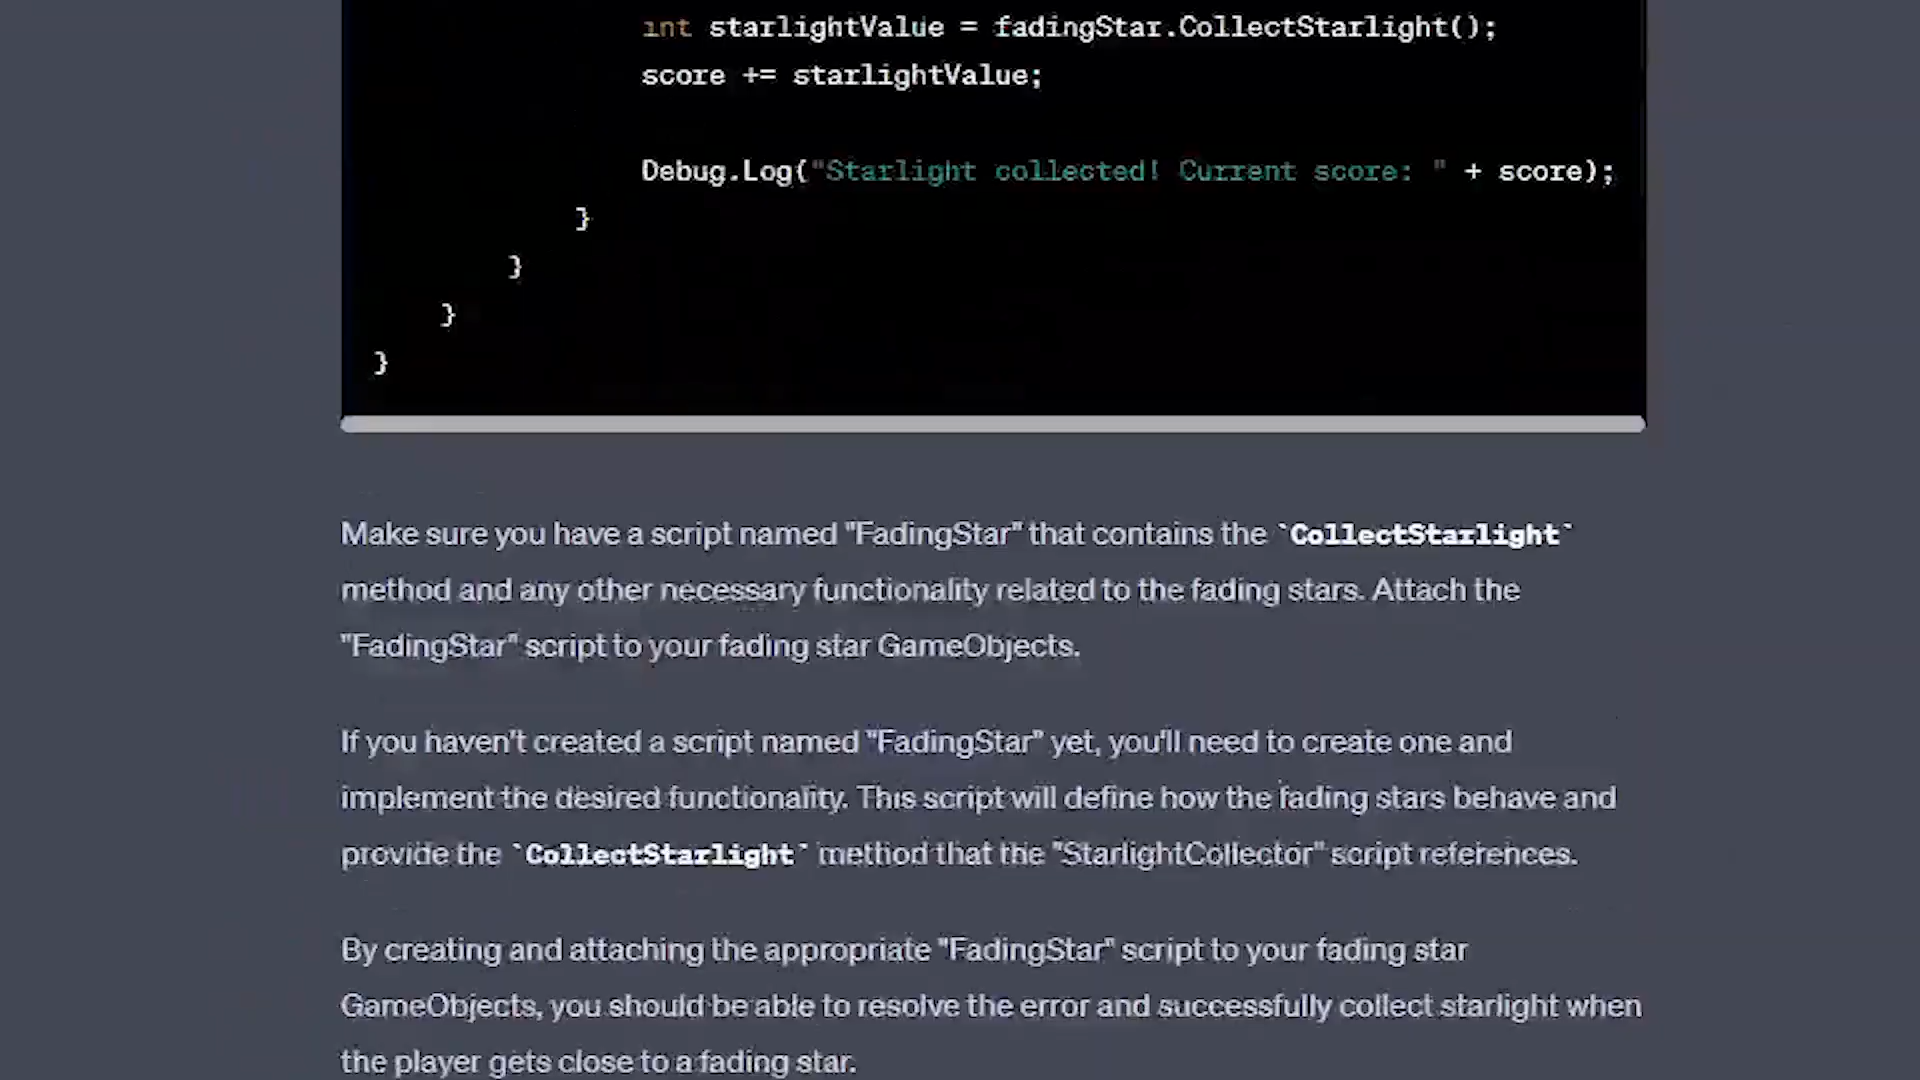 int starlightValue = fadingStar.CollectStarlight();
score += starlightValue;
Debug.Log("Starlight collected! Current score: " + score);
}
}
}
}
Make sure you have a script named "FadingStar" that contains the `CollectStarlight`
method and any other necessary functionality related to the fading stars. Attach the
"FadingStar" script to your fading star GameObjects.
If you haven't created a script named "FadingStar" yet, you'll need to create one and
implement the desired functionality. This script will define how the fading stars behave and
provide the `CollectStarlight` method that the "StarlightCollector" script references.
By creating and attaching the appropriate "FadingStar" script to your fading star
GameObjects, you should be able to resolve the error and successfully collect starlight when
the player gets close to a fading star.